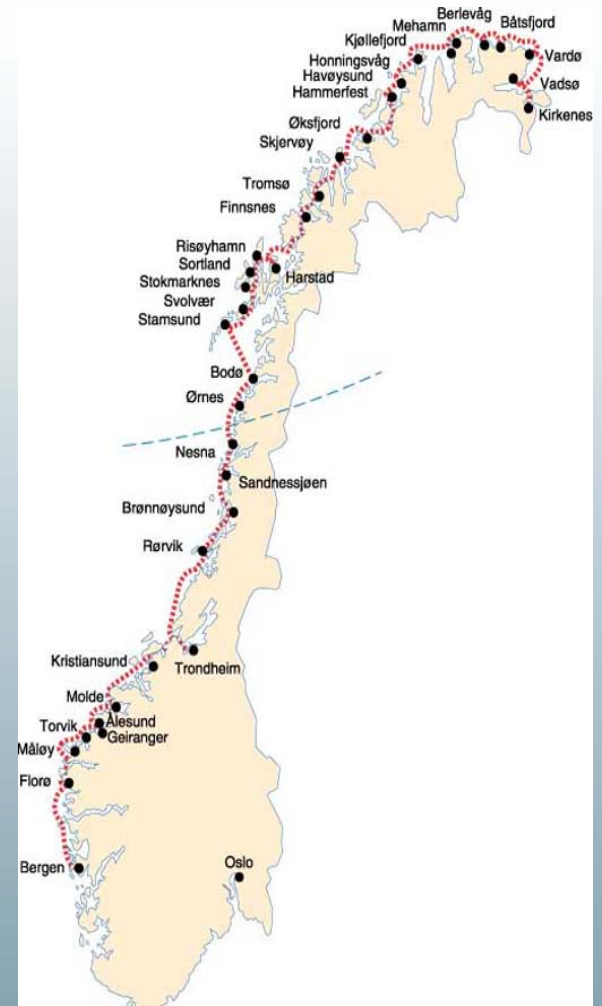 Berlevåg
Båtsfjord
Mehamn
Kjøllefjord
Honningsvåg
Havøysund
Hammerfest
Vardø
Vadsø
Kirkenes
Øksfjord
Skjervøy
Tromsø
Finnsnes
Risøyhamn
Sortland
Harstad
Stokmarknes
Svolvær
Stamsund
Bodø
Ørnes
Nesna
Sandnessjøen
Brønnøysund
Rørvik
Kristiansund
Trondheim
Molde
Ålesund
Torvik
Geiranger
Måløy
Florø
Bergen
Oslo